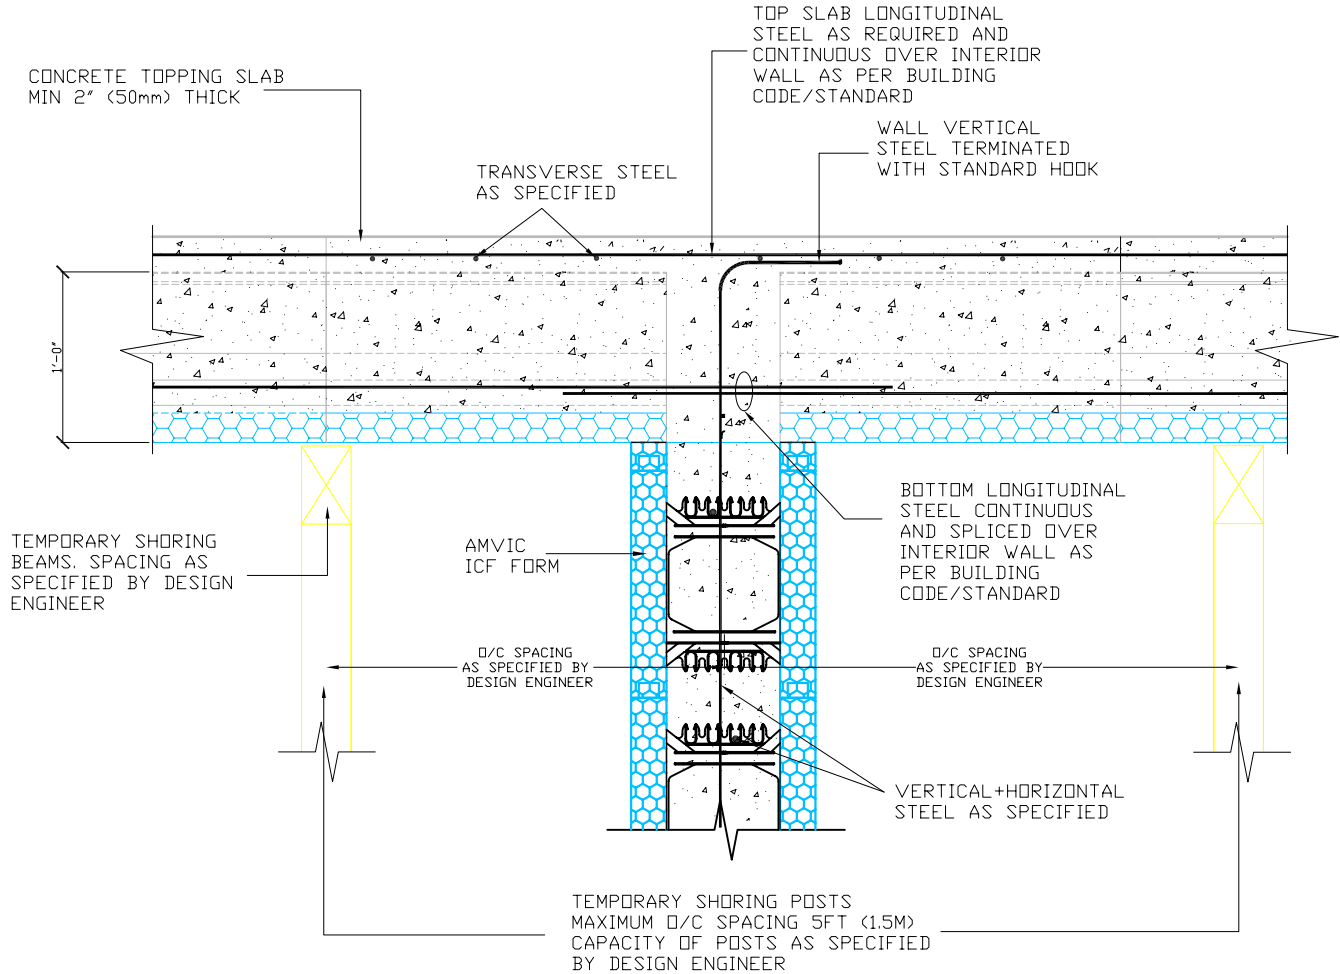 TOP SLAB LONGITUDINAL
STEEL AS REQUIRED AND
CONTINUOUS OVER INTERIOR
WALL AS PER BUILDING
CODE/STANDARD
CONCRETE TOPPING SLAB
MIN 2" (50mm) THICK
WALL VERTICAL
STEEL TERMINATED
WITH STANDARD HOOK
TRANSVERSE STEEL
AS SPECIFIED
1'-0"
BOTTOM LONGITUDINAL
STEEL CONTINUOUS
AND SPLICED OVER
INTERIOR WALL AS
PER BUILDING
CODE/STANDARD
TEMPORARY SHORING
BEAMS. SPACING AS
SPECIFIED BY DESIGN
ENGINEER
AMVIC
ICF FORM
O/C SPACING
AS SPECIFIED BY
DESIGN ENGINEER
O/C SPACING
AS SPECIFIED BY
DESIGN ENGINEER
VERTICAL+HORIZONTAL
STEEL AS SPECIFIED
TEMPORARY SHORING POSTS
MAXIMUM O/C SPACING 5FT (1.5M)
CAPACITY OF POSTS AS SPECIFIED
BY DESIGN ENGINEER